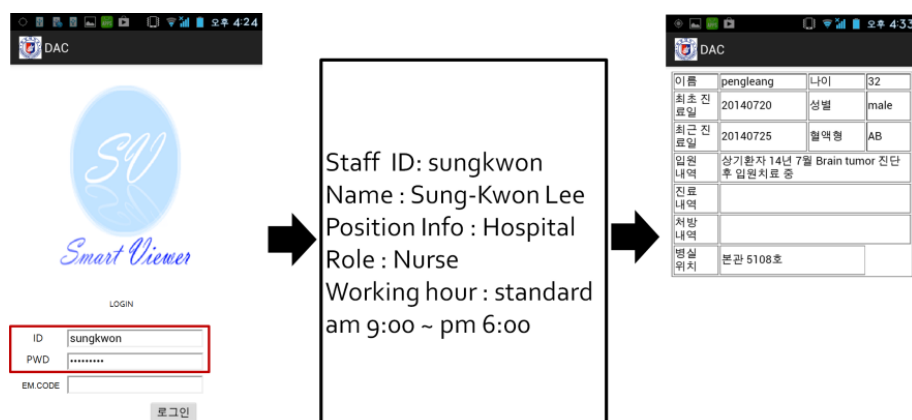 오후 4:24
DAC
SV
Smart Viewer
LOGIN
ID sungkwon
PWD •••••••••
EM.CODE
로그인
Staff ID: sungkwon
Name : Sung-Kwon Lee
Position Info : Hospital
Role : Nurse
Working hour : standard
am 9:00 ~ pm 6:00
오후 4:33
DAC
이름 pengleang 나이 32
최초 진
료일 20140720 성별 male
최근 진
료일 20140725 혈액형 AB
입원
내역 상기환자 14년 7월 Brain tumor 진단
후 입원치료 중
진료
내역
처방
내역
병실
위치 본관 5108호